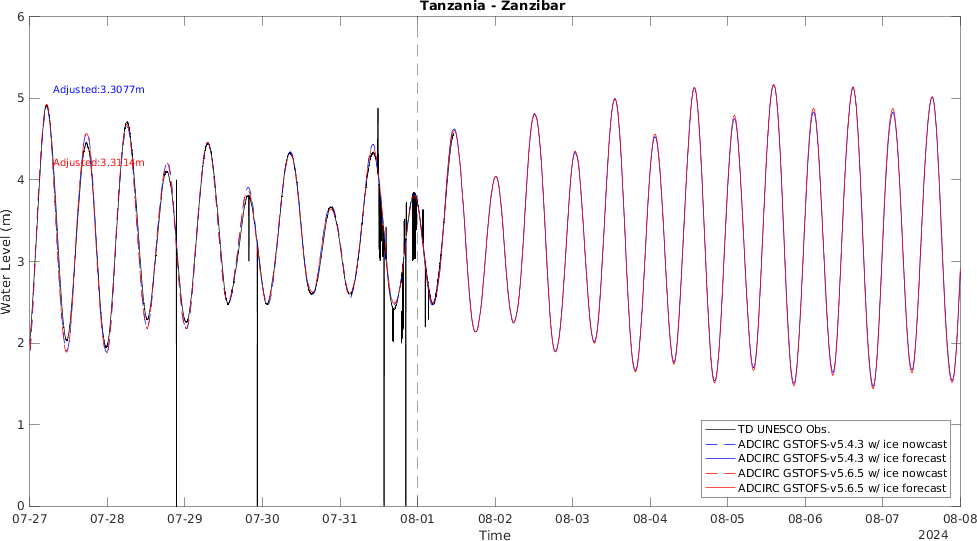 Tanzania - Zanzibar
6
5
4
3
2
1
0
Water Level (m)
Adjusted:3.3077m
Adjusted:3.3114m
TD UNESCO Obs.
ADCIRC GSTOFS-v5.4.3 w/ ice nowcast
ADCIRC GSTOFS-v5.4.3 w/ ice forecast
ADCIRC GSTOFS-v5.6.5 w/ ice nowcast
ADCIRC GSTOFS-v5.6.5 w/ ice forecast
07-27 07-28 07-29 07-30 07-31 08-01 08-02 08-03 08-04 08-05 08-06 08-07 08-08
Time
2024